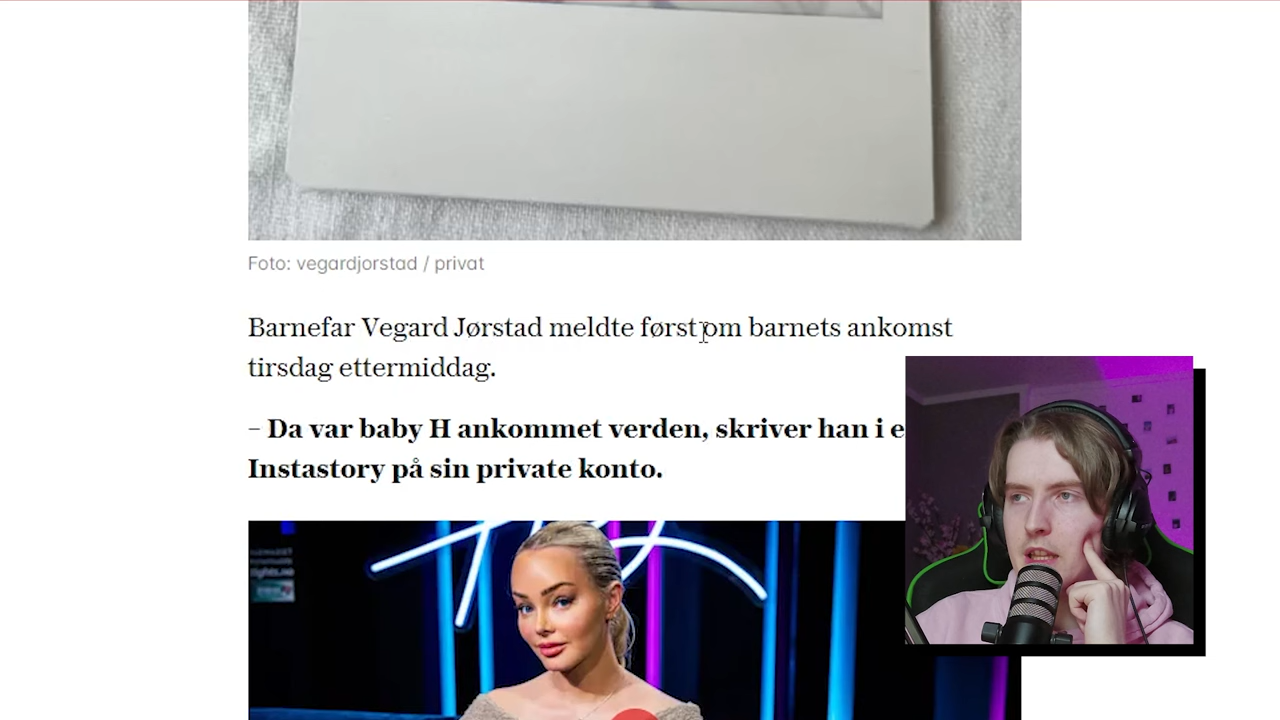 Foto: vegardjorstad / privat
Barnefar Vegard Jørstad meldte først om barnets ankomst
tirsdag ettermiddag.
– Da var baby H ankommet verden, skriver han i e
Instastory på sin private konto.